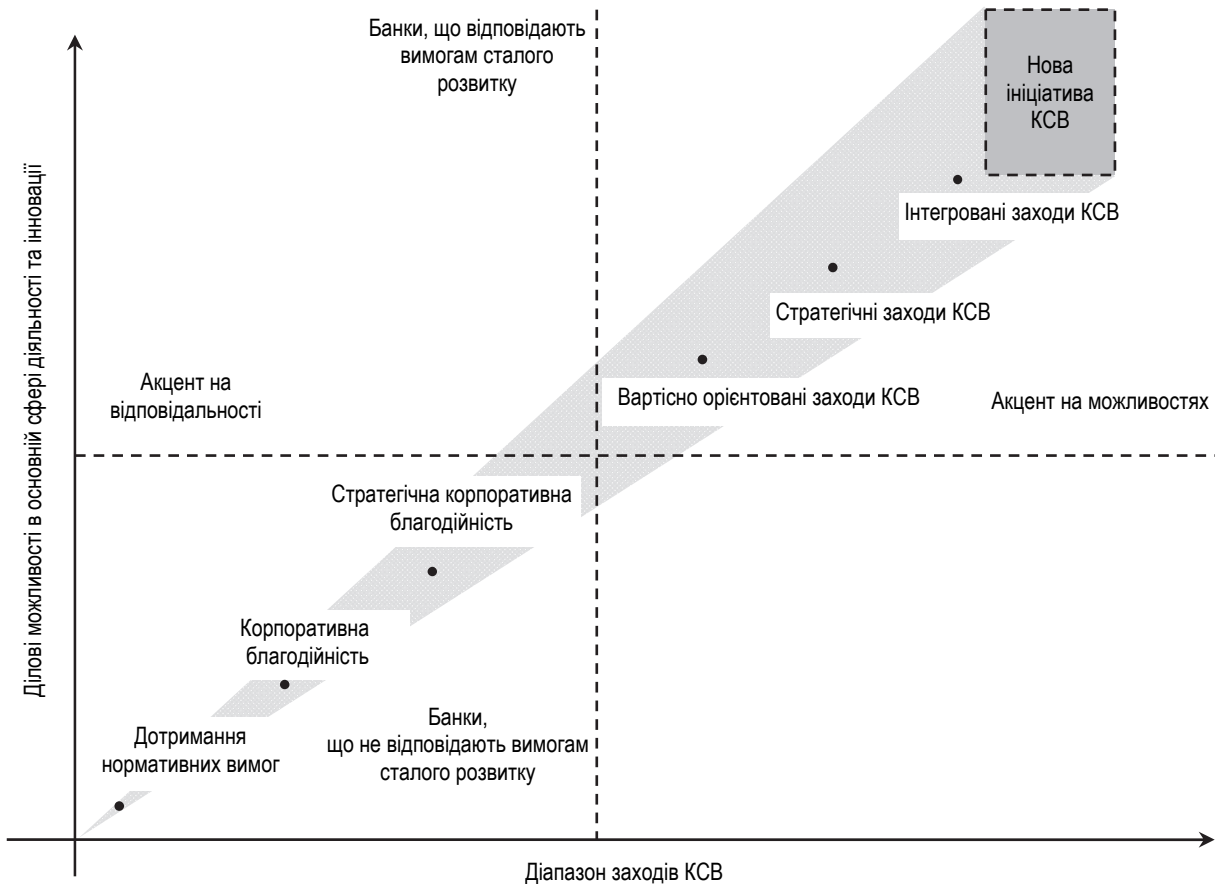 Банки, що відповідають
вимогам сталого
розвитку
Нова
ініціатива
КСВ
Ділові можливості в основній сфері діяльності та інновації
Інтегровані заходи КСВ
Стратегічні заходи КСВ
Акцент на
відповідальності
Вартісно орієнтовані заходи КСВ
Акцент на можливостях
Стратегічна корпоративна
благодійність
Корпоративна
благодійність
Дотримання
нормативних вимог
Банки,
що не відповідають вимогам
сталого розвитку
Діапазон заходів КСВ